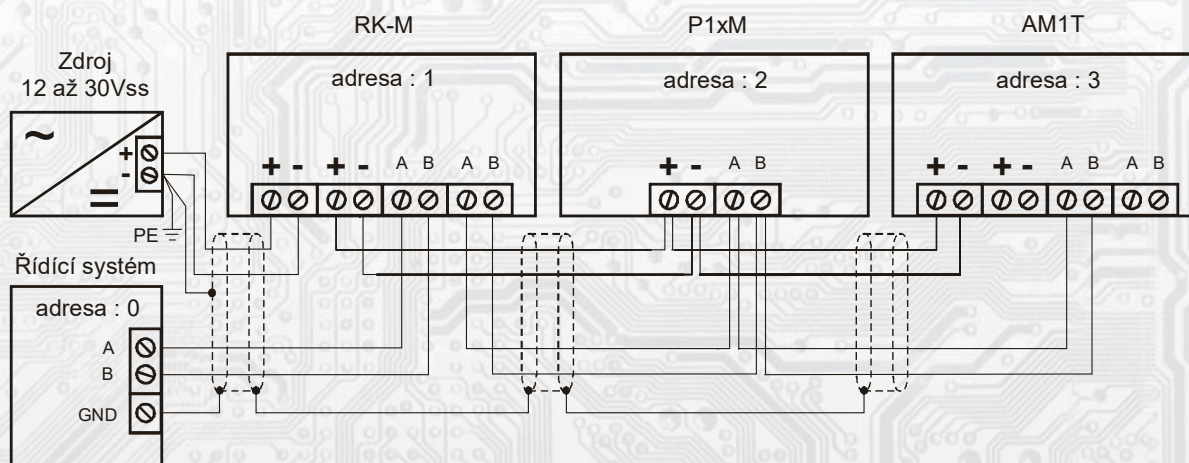 RK-M
P1xM
AM1T
Zdroj
12 až 30Vss
adresa : 1
adresa : 2
adresa : 3
~
+
-
=
+ - + - A B A B
+ - A B
+ - + - A B A B
PE
Řídící systém
adresa : 0
A
B
GND